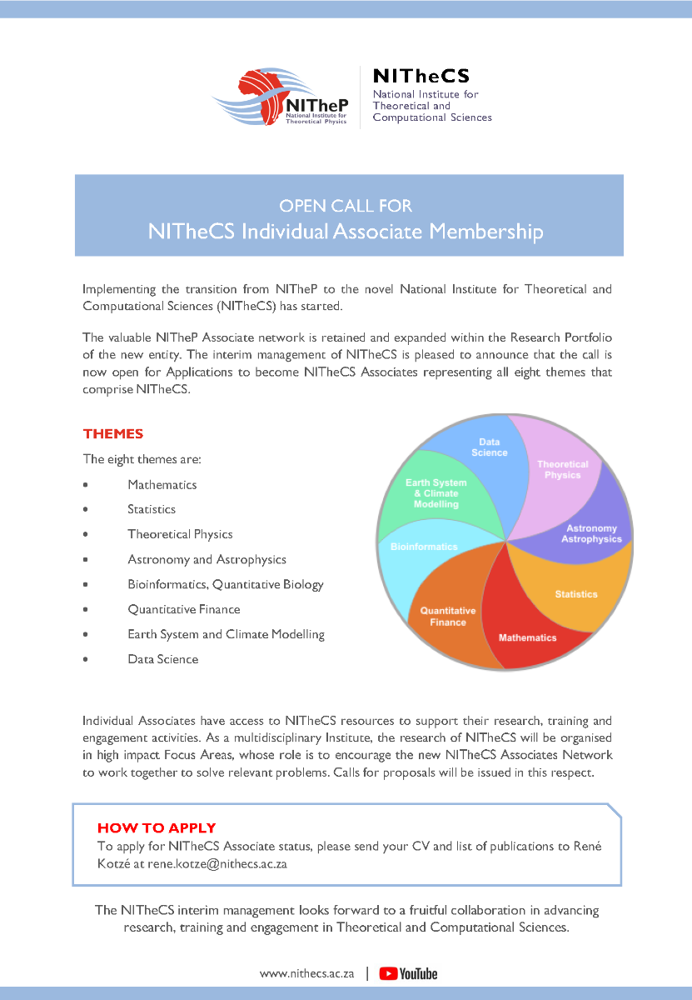 NITheP
National Institute for
Theoretical Physics
NITheCS
National Institute for
Theoretical and
Computational Sciences
OPEN CALL FOR
NITheCS Individual Associate Membership
Implementing the transition from NITheP to the novel National Institute for Theoretical and
Computational Sciences (NITheCS) has started.
The valuable NITheP Associate network is retained and expanded within the Research Portfolio
of the new entity. The interim management of NITheCS is pleased to announce that the call is
now open for Applications to become NITheCS Associates representing all eight themes that
comprise NITheCS.
THEMES
The eight themes are:
• Mathematics
• Statistics
• Theoretical Physics
• Astronomy and Astrophysics
• Bioinformatics, Quantitative Biology
• Quantitative Finance
• Earth System and Climate Modelling
• Data Science
Data
Science
Theoretical
Physics
Astronomy
Astrophysics
Statistics
Mathematics
Quantitative
Finance
Bioinformatics
Earth System
& Climate
Modelling
Individual Associates have access to NITheCS resources to support their research, training and
engagement activities. As a multidisciplinary Institute, the research of NITheCS will be organised
in high impact Focus Areas, whose role is to encourage the new NITheCS Associates Network
to work together to solve relevant problems. Calls for proposals will be issued in this respect.
HOW TO APPLY
To apply for NITheCS Associate status, please send your CV and list of publications to René
Kotzé at rene.kotze@nithecs.ac.za
The NITheCS interim management looks forward to a fruitful collaboration in advancing
research, training and engagement in Theoretical and Computational Sciences.
www.nithecs.ac.za | YouTube